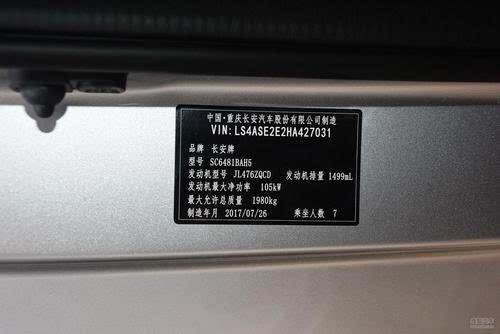 中国·重庆长安汽车股份有限公司制造
VIN: LS4ASE2E2HA427031
品牌 长安牌
型号 SC6481BAH5
发动机型号 JL476ZQCD 发动机排量 1499mL
发动机最大净功率 105kW
最大允许总质量 1980kg
制造年月 2017/07/26 乘坐人数 7